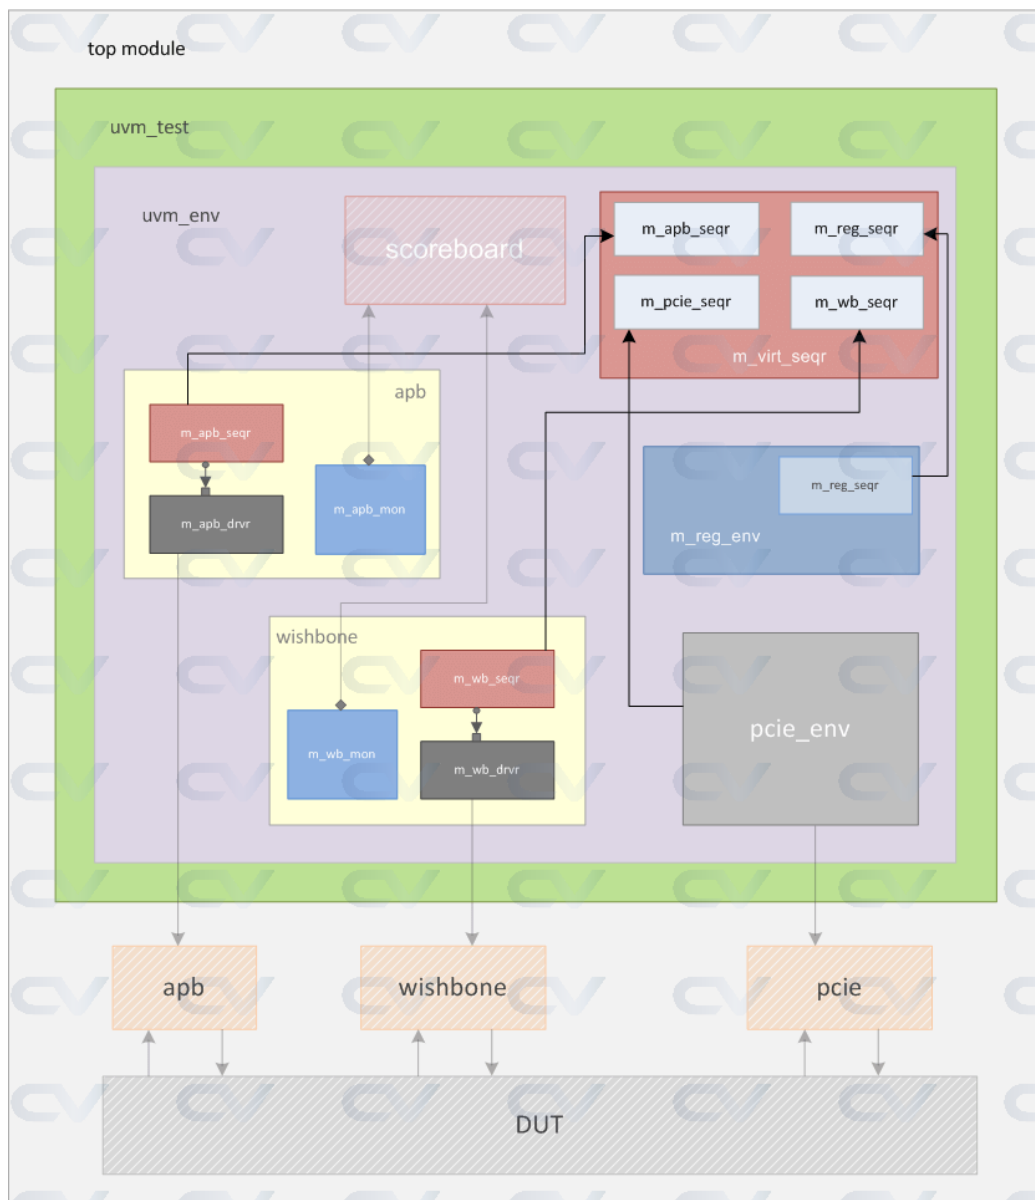 top module
uvm_test
uvm_env
scoreboard
m_apb_seqr
m_reg_seqr
m_pcie_seqr
m_wb_seqr
m_virt_seqr
apb
m_apb_seqr
m_apb_drvr
m_apb_mon
m_reg_seqr
m_reg_env
wishbone
m_wb_seqr
m_wb_mon
m_wb_drvr
pcie_env
apb
wishbone
pcie
DUT